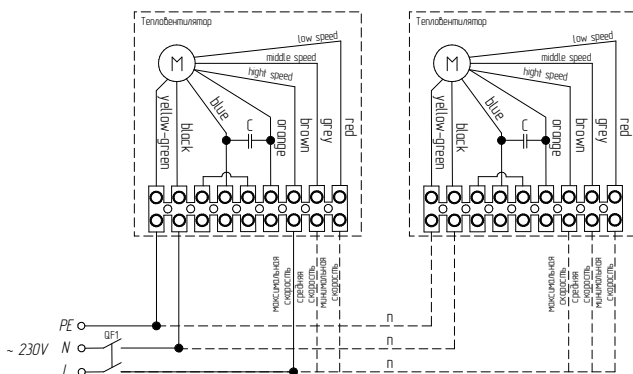 Тепловентилятор
low speed
middle speed
hight speed
M
yellow-green
black
blue
C
orange
brown
grey
red
Тепловентилятор
low speed
middle speed
hight speed
M
yellow-green
black
blue
C
orange
brown
grey
red
максимальная
скорость
средняя
скорость
минимальная
скорость
максимальная
скорость
средняя
скорость
минимальная
скорость
PE
n
QF1
~ 230V
N
n
L
n